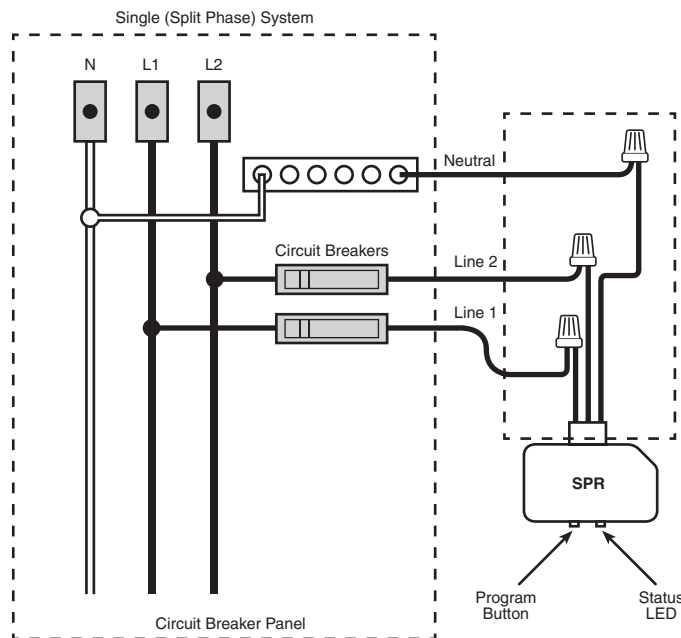 Single (Split Phase) System
N L1 L2
Neutral
Circuit Breakers
Line 2
Line 1
SPR
Program
Button
Status
LED
Circuit Breaker Panel